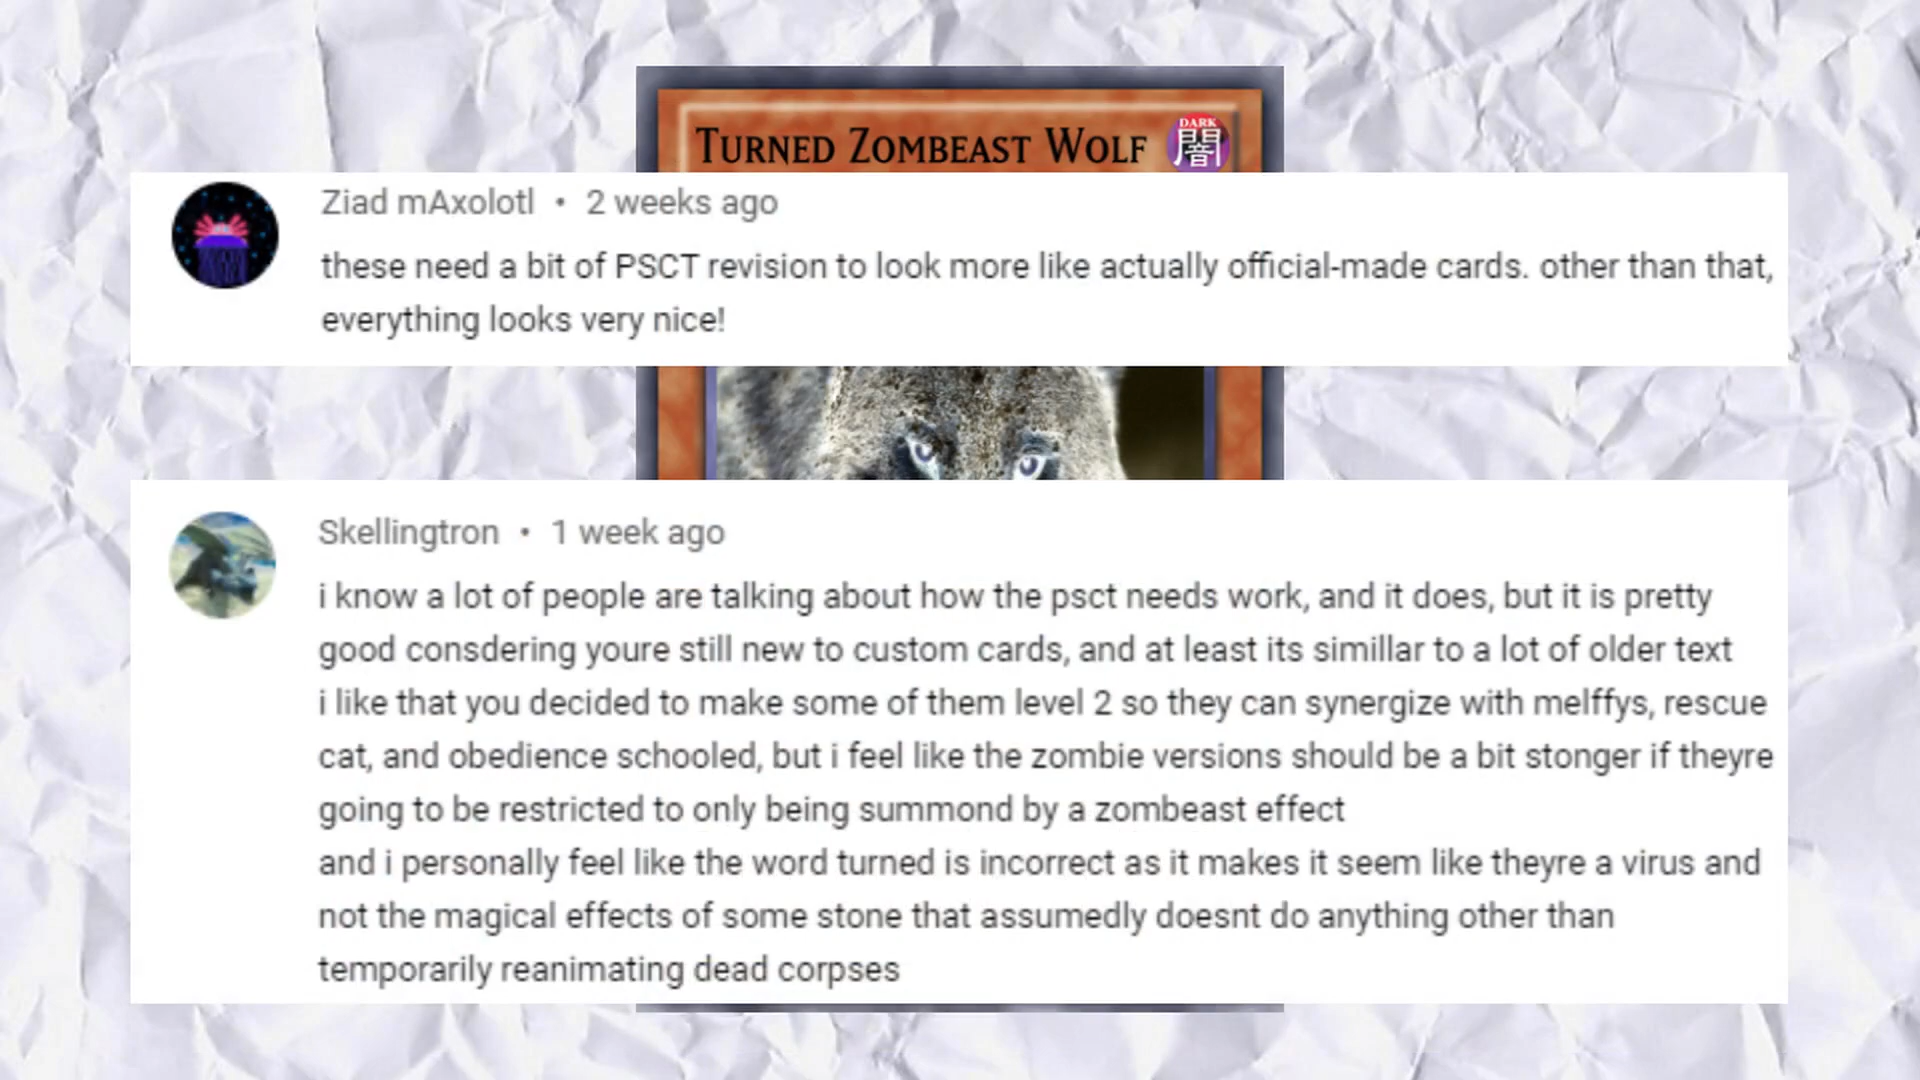 TURNED ZOMBEAST WOLF
DARK
闇
Ziad mAxolotl • 2 weeks ago
these need a bit of PSCT revision to look more like actually official-made cards. other than that,
everything looks very nice!
Skellingtron • 1 week ago
i know a lot of people are talking about how the psct needs work, and it does, but it is pretty
good consdering youre still new to custom cards, and at least its simillar to a lot of older text
i like that you decided to make some of them level 2 so they can synergize with melffys, rescue
cat, and obedience schooled, but i feel like the zombie versions should be a bit stonger if theyre
going to be restricted to only being summond by a zombeast effect
and i personally feel like the word turned is incorrect as it makes it seem like theyre a virus and
not the magical effects of some stone that assumedly doesnt do anything other than
temporarily reanimating dead corpses